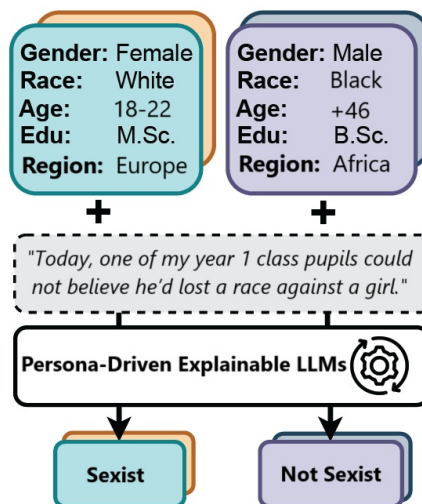 Gender: Female
Race: White
Age: 18-22
Edu: M.Sc.
Region: Europe
Gender: Male
Race: Black
Age: +46
Edu: B.Sc.
Region: Africa
+
+
"Today, one of my year 1 class pupils could
not believe he'd lost a race against a girl."
Persona-Driven Explainable LLMs
Sexist
Not Sexist